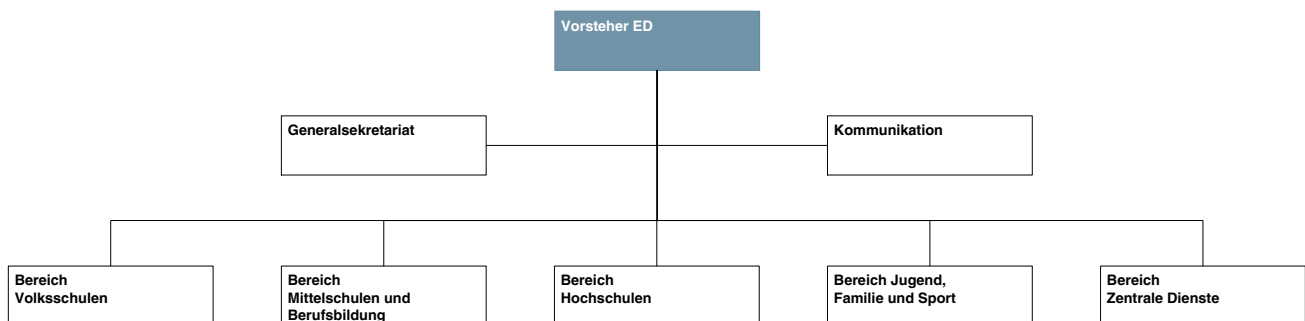 Vorsteher ED
Generalsekretariat
Kommunikation
Bereich
Volksschulen
Bereich
Mittelschulen und
Berufsbildung
Bereich
Hochschulen
Bereich Jugend,
Familie und Sport
Bereich
Zentrale Dienste